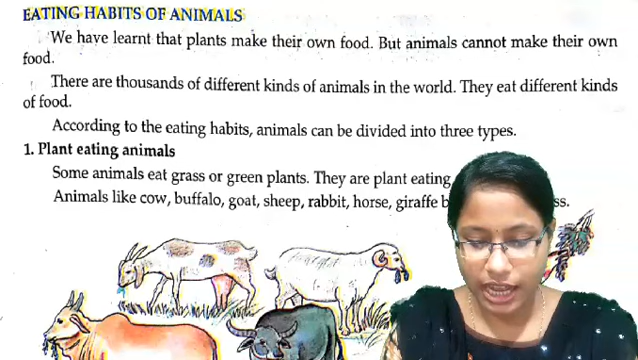 EATING HABITS OF ANIMALS
We have learnt that plants make their own food. But animals cannot make their own
food.
There are thousands of different kinds of animals in the world. They eat different kinds
of food.
According to the eating habits, animals can be divided into three types.
1. Plant eating animals
Some animals eat grass or green plants. They are plant eating
Animals like cow, buffalo, goat, sheep, rabbit, horse, giraffe